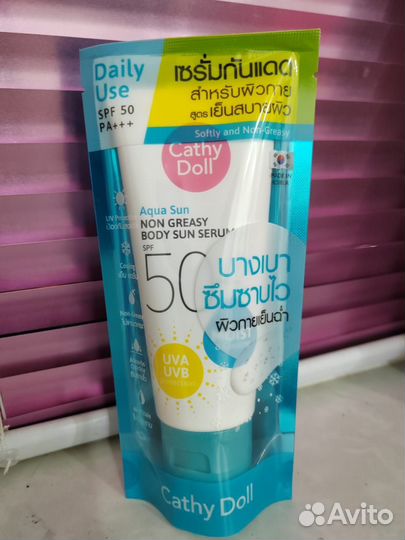 Daily
Use
SPF 50
PA+++
เซรั่มกันแดด
สำหรับผิวกาย
สูตรเย็นสบายผิว
Softly and Non-Greasy
Cathy
Doll
MADE IN
KOREA
Aqua Sun
NON GREASY
BODY SUN SERUM
SPF
50
บางเบา
ซึมซาบไว
ผิวกายเย็นฉ่ำ
UVA
UVB
Cathy Doll
Avito